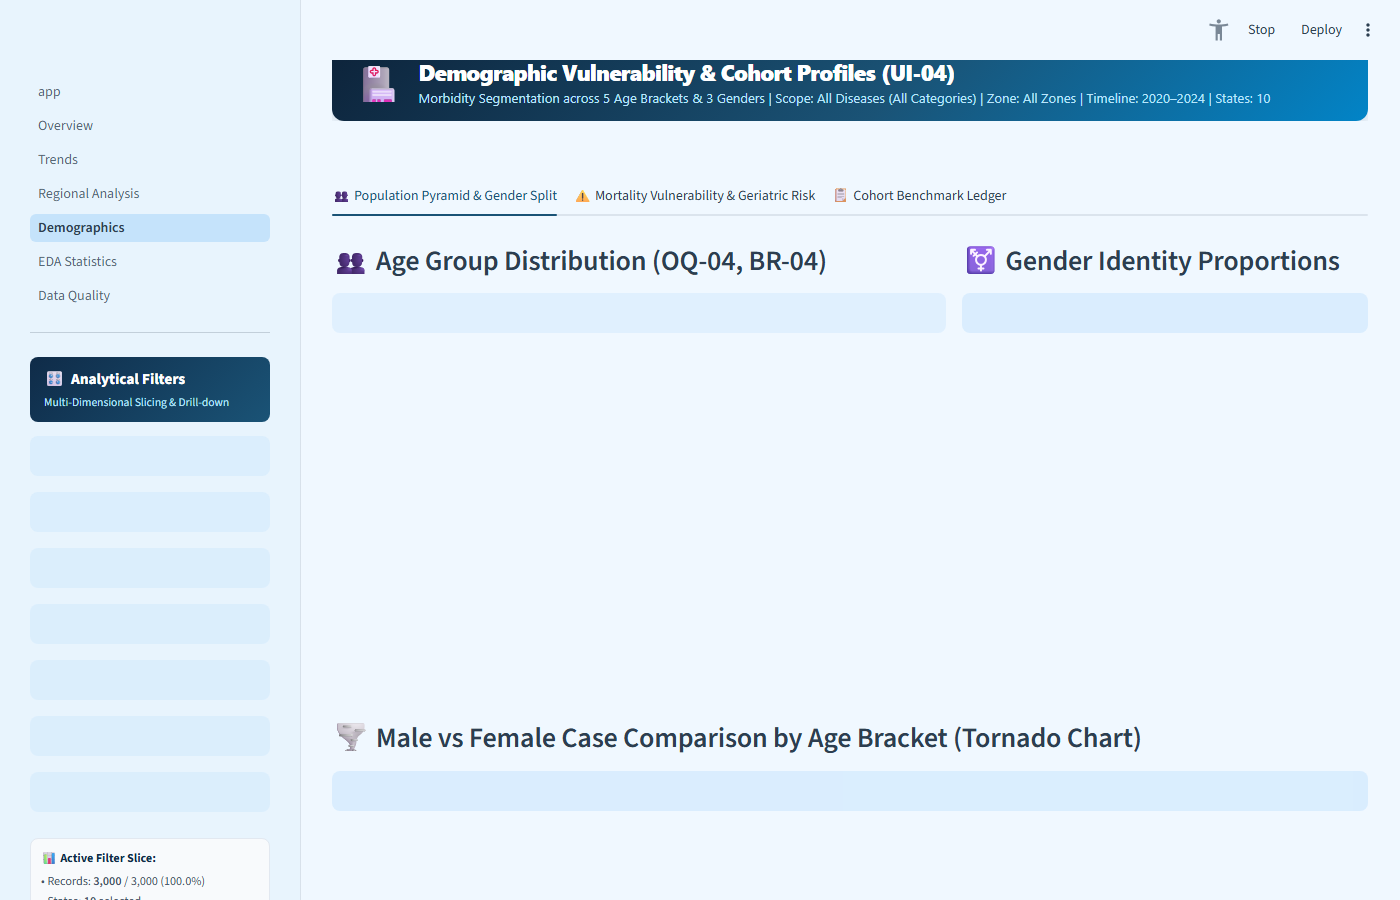 Stop
Deploy
app
Overview
Trends
Regional Analysis
Demographics
EDA Statistics
Data Quality
Analytical Filters
Multi-Dimensional Slicing & Drill-down
Active Filter Slice:
• Records: 3,000 / 3,000 (100.0%)
States: 10 selected
Demographic Vulnerability & Cohort Profiles (UI-04)
Morbidity Segmentation across 5 Age Brackets & 3 Genders | Scope: All Diseases (All Categories) | Zone: All Zones | Timeline: 2020–2024 | States: 10
Population Pyramid & Gender Split
Mortality Vulnerability & Geriatric Risk
Cohort Benchmark Ledger
Age Group Distribution (OQ-04, BR-04)
Gender Identity Proportions
Male vs Female Case Comparison by Age Bracket (Tornado Chart)